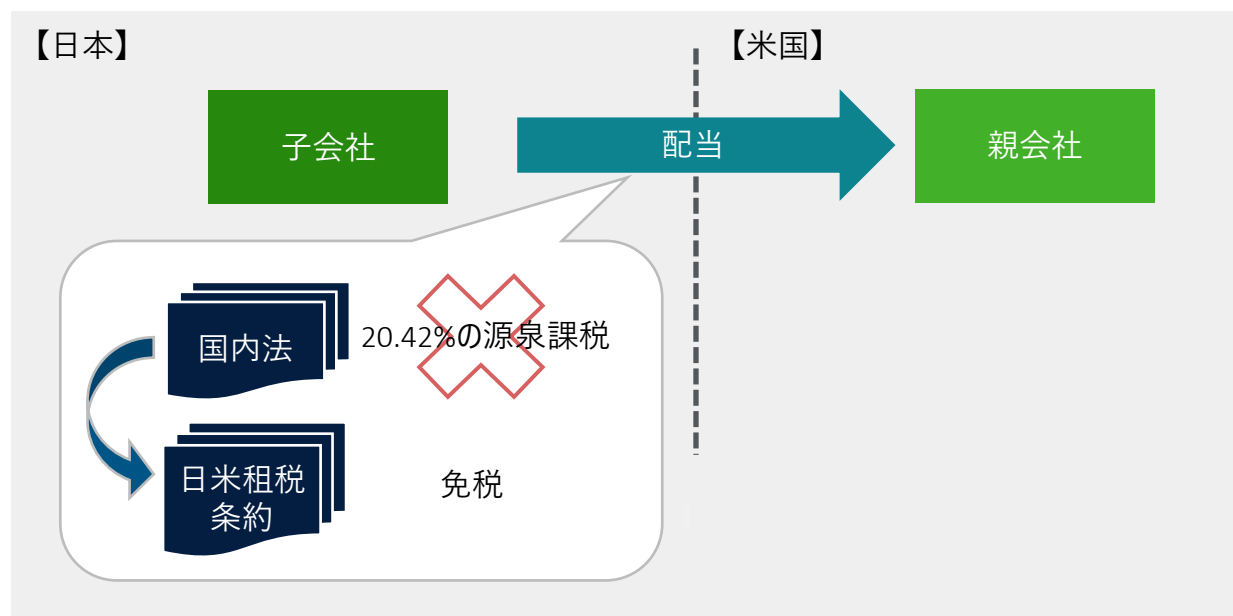 【日本】
【米国】
子会社
配当
親会社
国内法
20.42%の源泉課税
日米租税
条約
免税